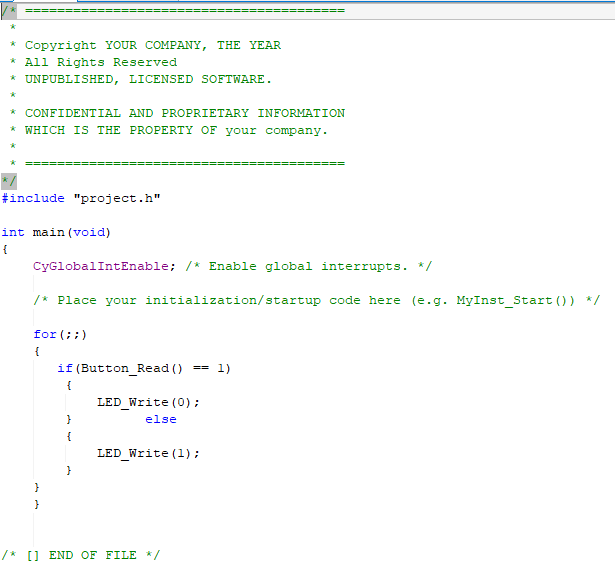 /* ========================================
 *
 * Copyright YOUR COMPANY, THE YEAR
 * All Rights Reserved
 * UNPUBLISHED, LICENSED SOFTWARE.
 *
 * CONFIDENTIAL AND PROPRIETARY INFORMATION
 * WHICH IS THE PROPERTY OF your company.
 *
 * ========================================
*/
#include "project.h"

int main(void)
{
    CyGlobalIntEnable; /* Enable global interrupts. */

    /* Place your initialization/startup code here (e.g. MyInst_Start()) */

    for(;;)
    {
       if(Button_Read() == 1)
        {
            LED_Write(0);
        }         else
        {
            LED_Write(1);
        }
    }
    }


/* [] END OF FILE */